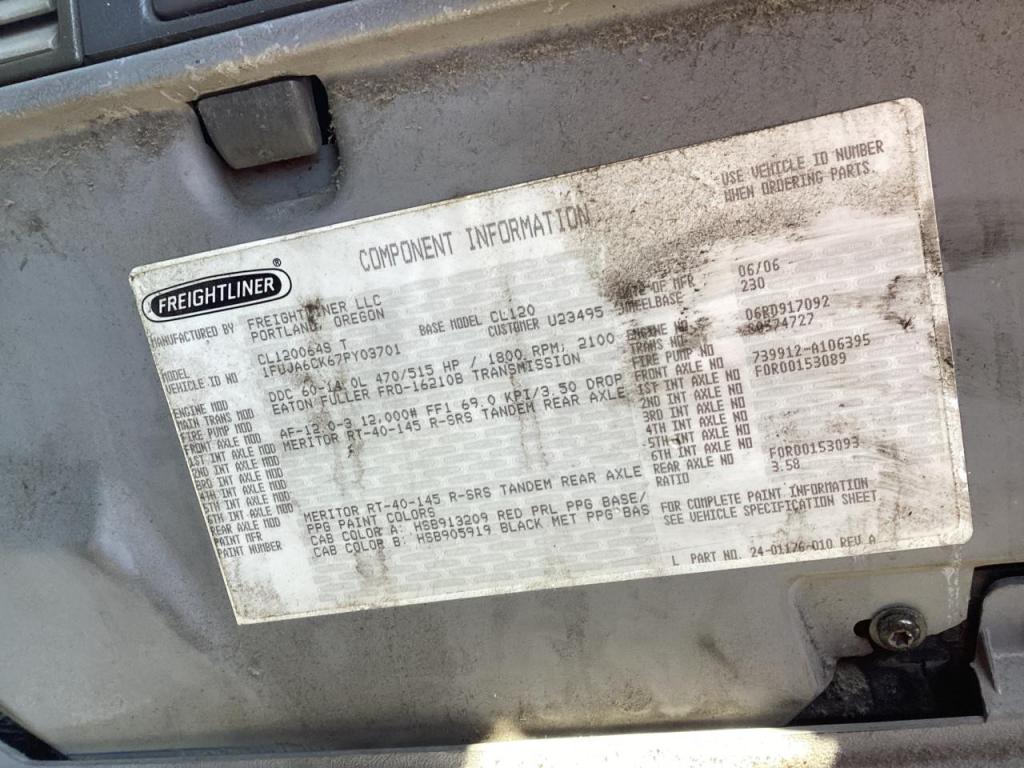 COMPONENT INFORMATION
USE VEHICLE ID NUMBER
WHEN ORDERING PARTS.
FREIGHTLINER ®
MANUFACTURED BY
FREIGHTLINER LLC
PORTLAND, OREGON
BASE MODEL CL120
CUSTOMER U23495
OF MFR 06/06
WHEELBASE 230
MODEL CL120064S T
VEHICLE ID NO 1FUJA6CK67PY03701
ENGINE MOD DDC 60-14.0L 470/515 HP / 1800 RPM, 2100
MAIN TRANS MOD EATON FULLER FRO-16210B TRANSMISSION
FIRE PUMP MOD
FRONT AXLE MOD AF-12.0-3 12,000# FF1 69.0 KPI/3.50 DROP
1ST INT AXLE MOD MERITOR RT-40-145 R-SRS TANDEM REAR AXLE
2ND INT AXLE MOD
3RD INT AXLE MOD
4TH INT AXLE MOD
5TH INT AXLE MOD
6TH INT AXLE MOD
REAR AXLE MOD MERITOR RT-40-145 R-SRS TANDEM REAR AXLE
PAINT MFR PPG PAINT COLORS
PAINT NUMBER CAB COLOR A: HSB913209 RED PRL PPG BASE/
CAB COLOR B: HSB905919 BLACK MET PPG BAS
ENGINE NO 06R0917092
TRANS NO
FIRE PUMP NO
FRONT AXLE NO 739912-A106395
1ST INT AXLE NO F0R00153089
2ND INT AXLE NO
3RD INT AXLE NO
4TH INT AXLE NO
5TH INT AXLE NO
6TH INT AXLE NO
REAR AXLE NO F0R00153093
RATIO 3.58
FOR COMPLETE PAINT INFORMATION
SEE VEHICLE SPECIFICATION SHEET.
L PART NO. 24-01176-010 REV A